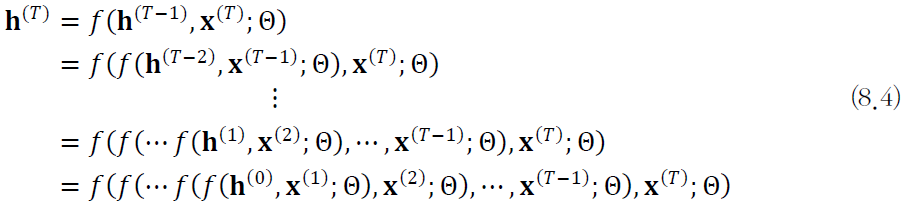 𝐡⁽ᵀ⁾ = 𝑓(𝐡⁽ᵀ⁻¹⁾, 𝐱⁽ᵀ⁾; Θ)
= 𝑓(𝑓(𝐡⁽ᵀ⁻²⁾, 𝐱⁽ᵀ⁻¹⁾; Θ), 𝐱⁽ᵀ⁾; Θ)
⋮ (8.4)
= 𝑓(𝑓(⋯ 𝑓(𝐡⁽¹⁾, 𝐱⁽²⁾; Θ), ⋯, 𝐱⁽ᵀ⁻¹⁾; Θ), 𝐱⁽ᵀ⁾; Θ)
= 𝑓(𝑓(⋯ 𝑓(𝑓(𝐡⁽⁰⁾, 𝐱⁽¹⁾; Θ), 𝐱⁽²⁾; Θ), ⋯, 𝐱⁽ᵀ⁻¹⁾; Θ), 𝐱⁽ᵀ⁾; Θ)